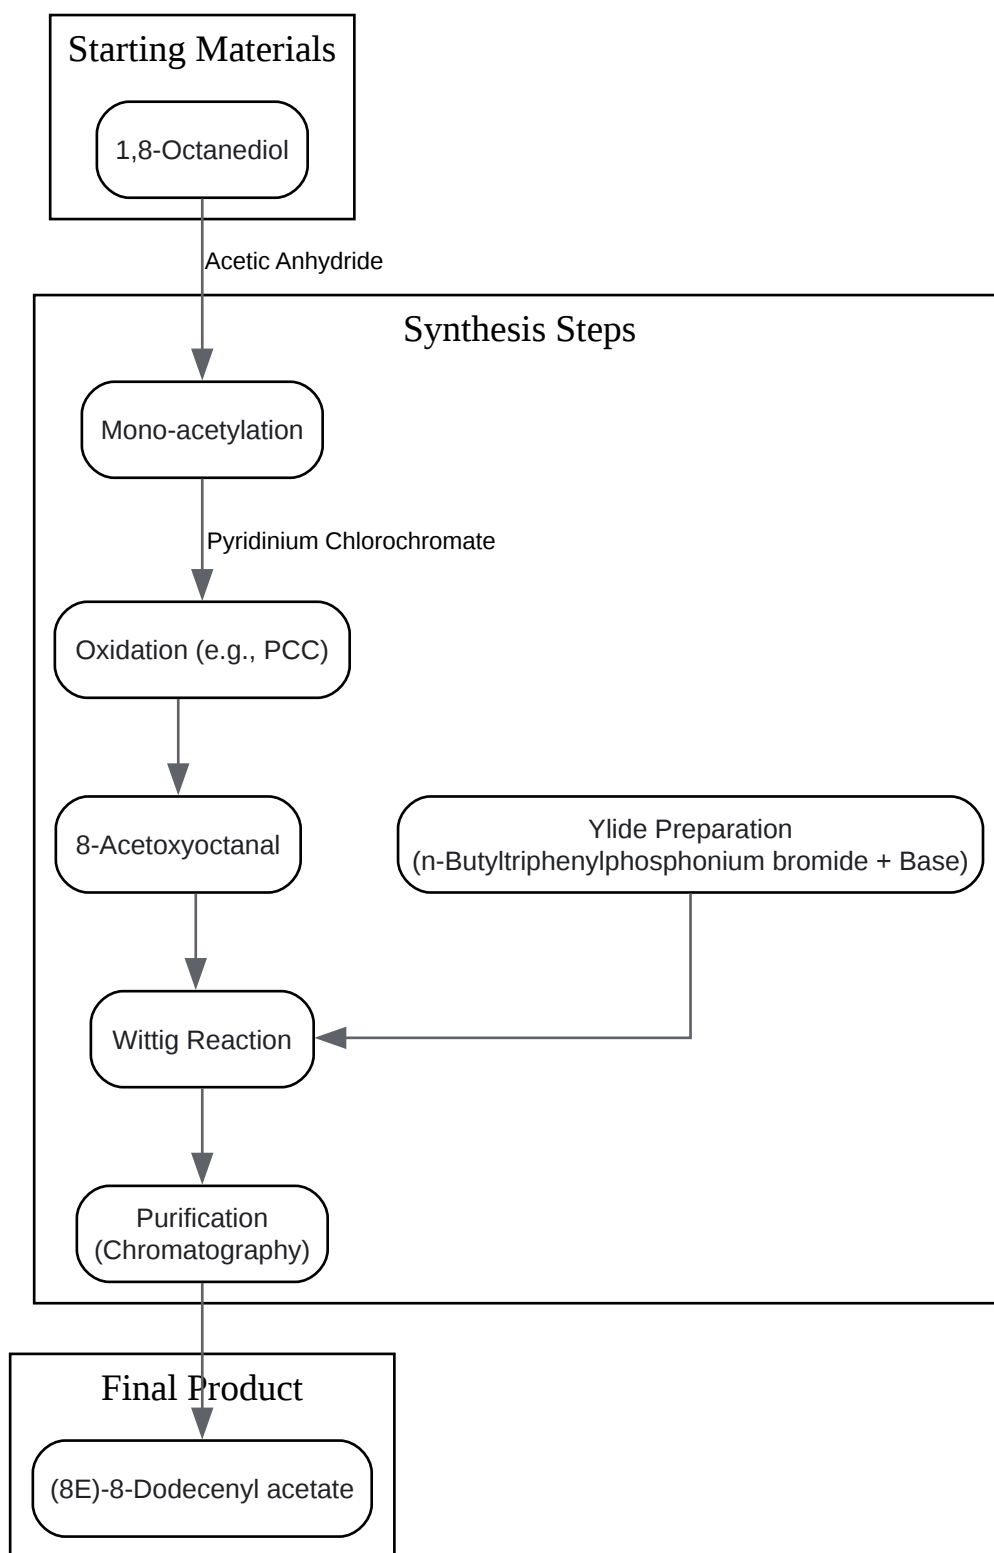 Starting Materials
1,8-Octanediol
Acetic Anhydride
Synthesis Steps
Mono-acetylation
Pyridinium Chlorochromate
Oxidation (e.g., PCC)
8-Acetoxyoctanal
Ylide Preparation
(n-Butyltriphenylphosphonium bromide + Base)
Wittig Reaction
Purification
(Chromatography)
Final Product
(8E)-8-Dodecenyl acetate